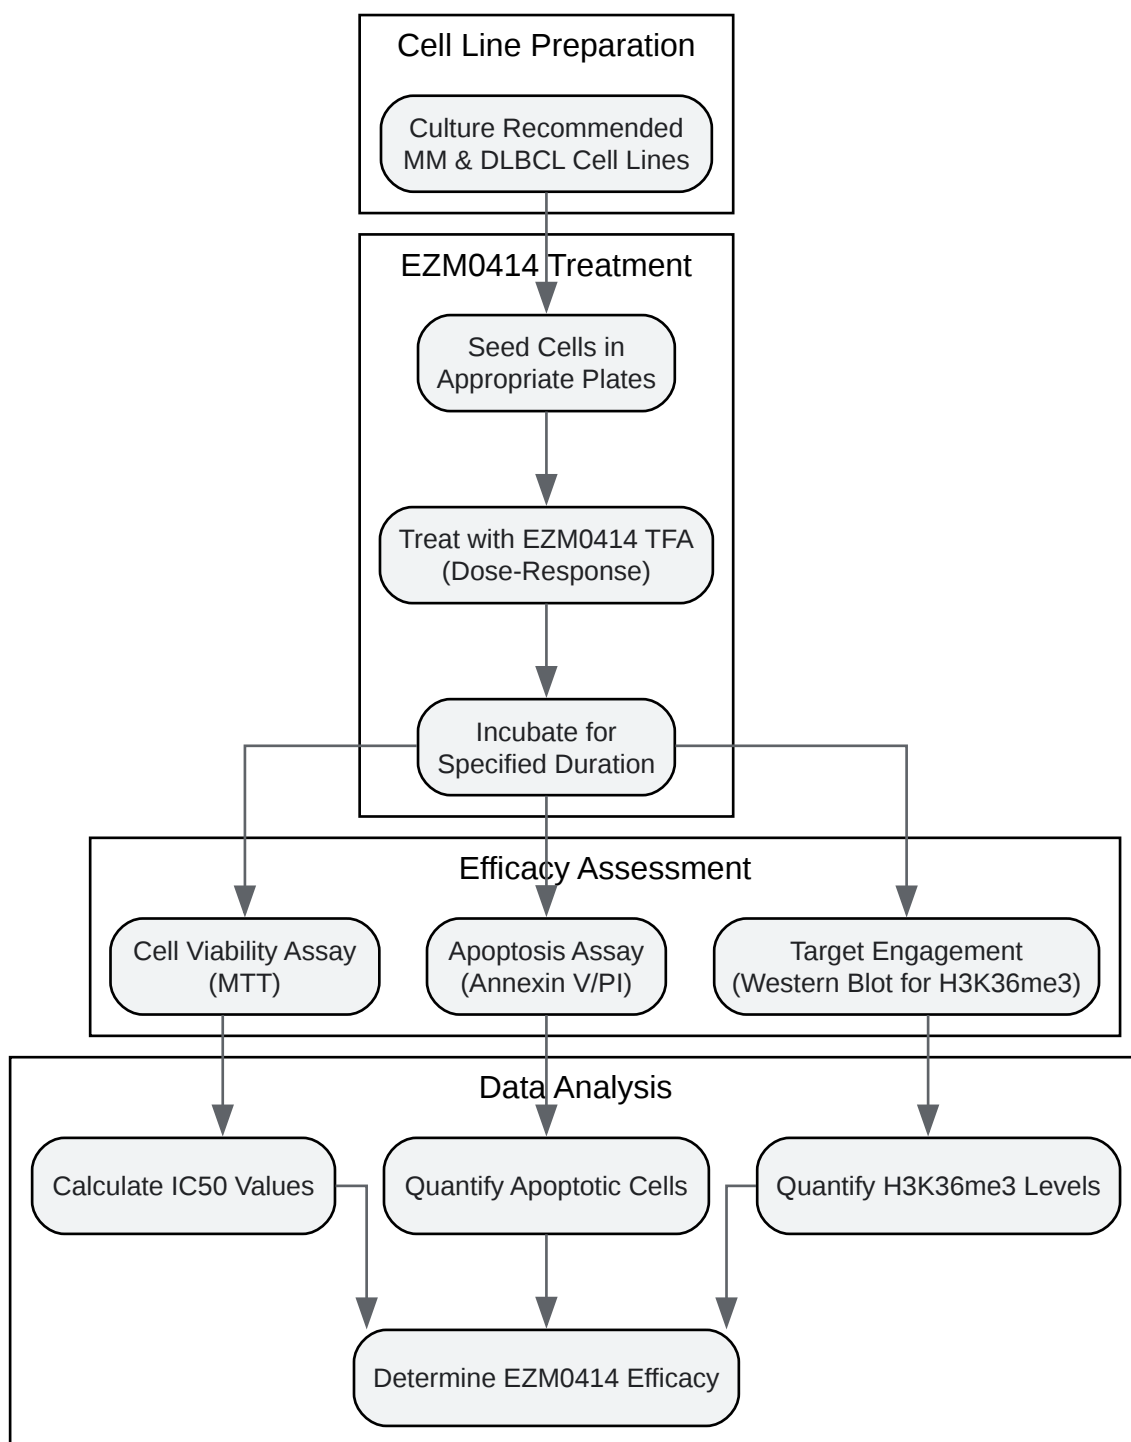 Cell Line Preparation
Culture Recommended
MM & DLBCL Cell Lines
EZM0414 Treatment
Seed Cells in
Appropriate Plates
Treat with EZM0414 TFA
(Dose-Response)
Incubate for
Specified Duration
Efficacy Assessment
Cell Viability Assay
(MTT)
Apoptosis Assay
(Annexin V/PI)
Target Engagement
(Western Blot for H3K36me3)
Data Analysis
Calculate IC50 Values
Quantify Apoptotic Cells
Quantify H3K36me3 Levels
Determine EZM0414 Efficacy